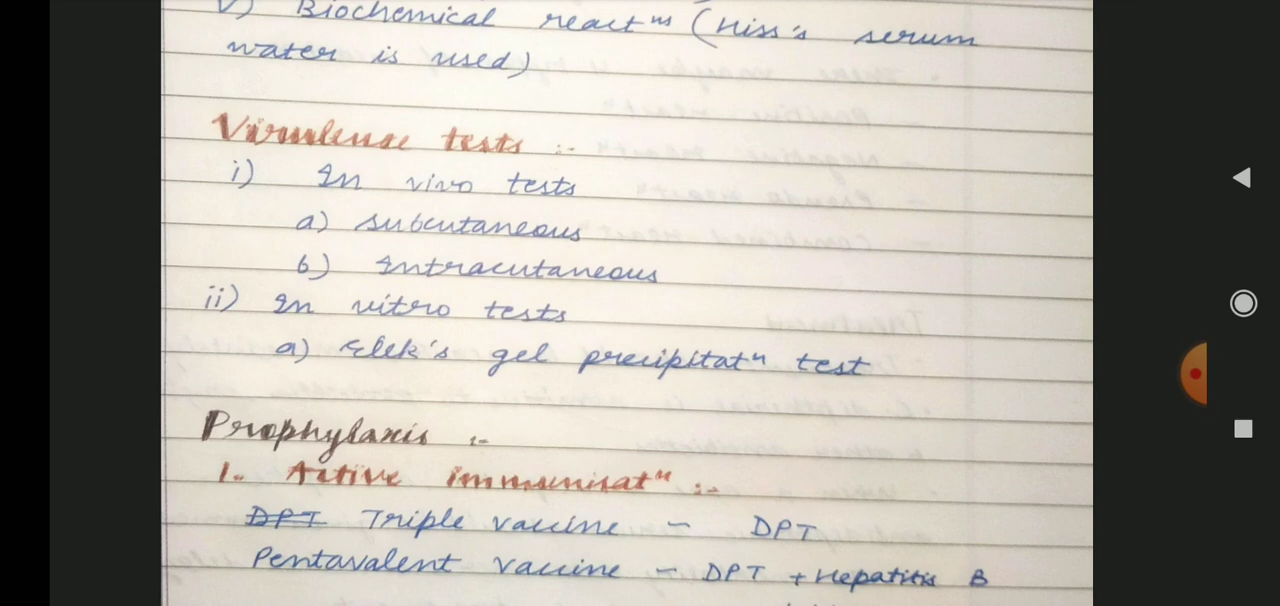 v) Biochemical reactⁿˢ (Hiss's serum
water is used)
Virulence tests :-
i) In vivo tests
a) subcutaneous
b) Intracutaneous
ii) In vitro tests
a) Elek's gel precipitatⁿ test
Prophylaxis :-
1. Active immunisatⁿ :-
DPT Triple vaccine - DPT
Pentavalent vaccine - DPT + Hepatitis B